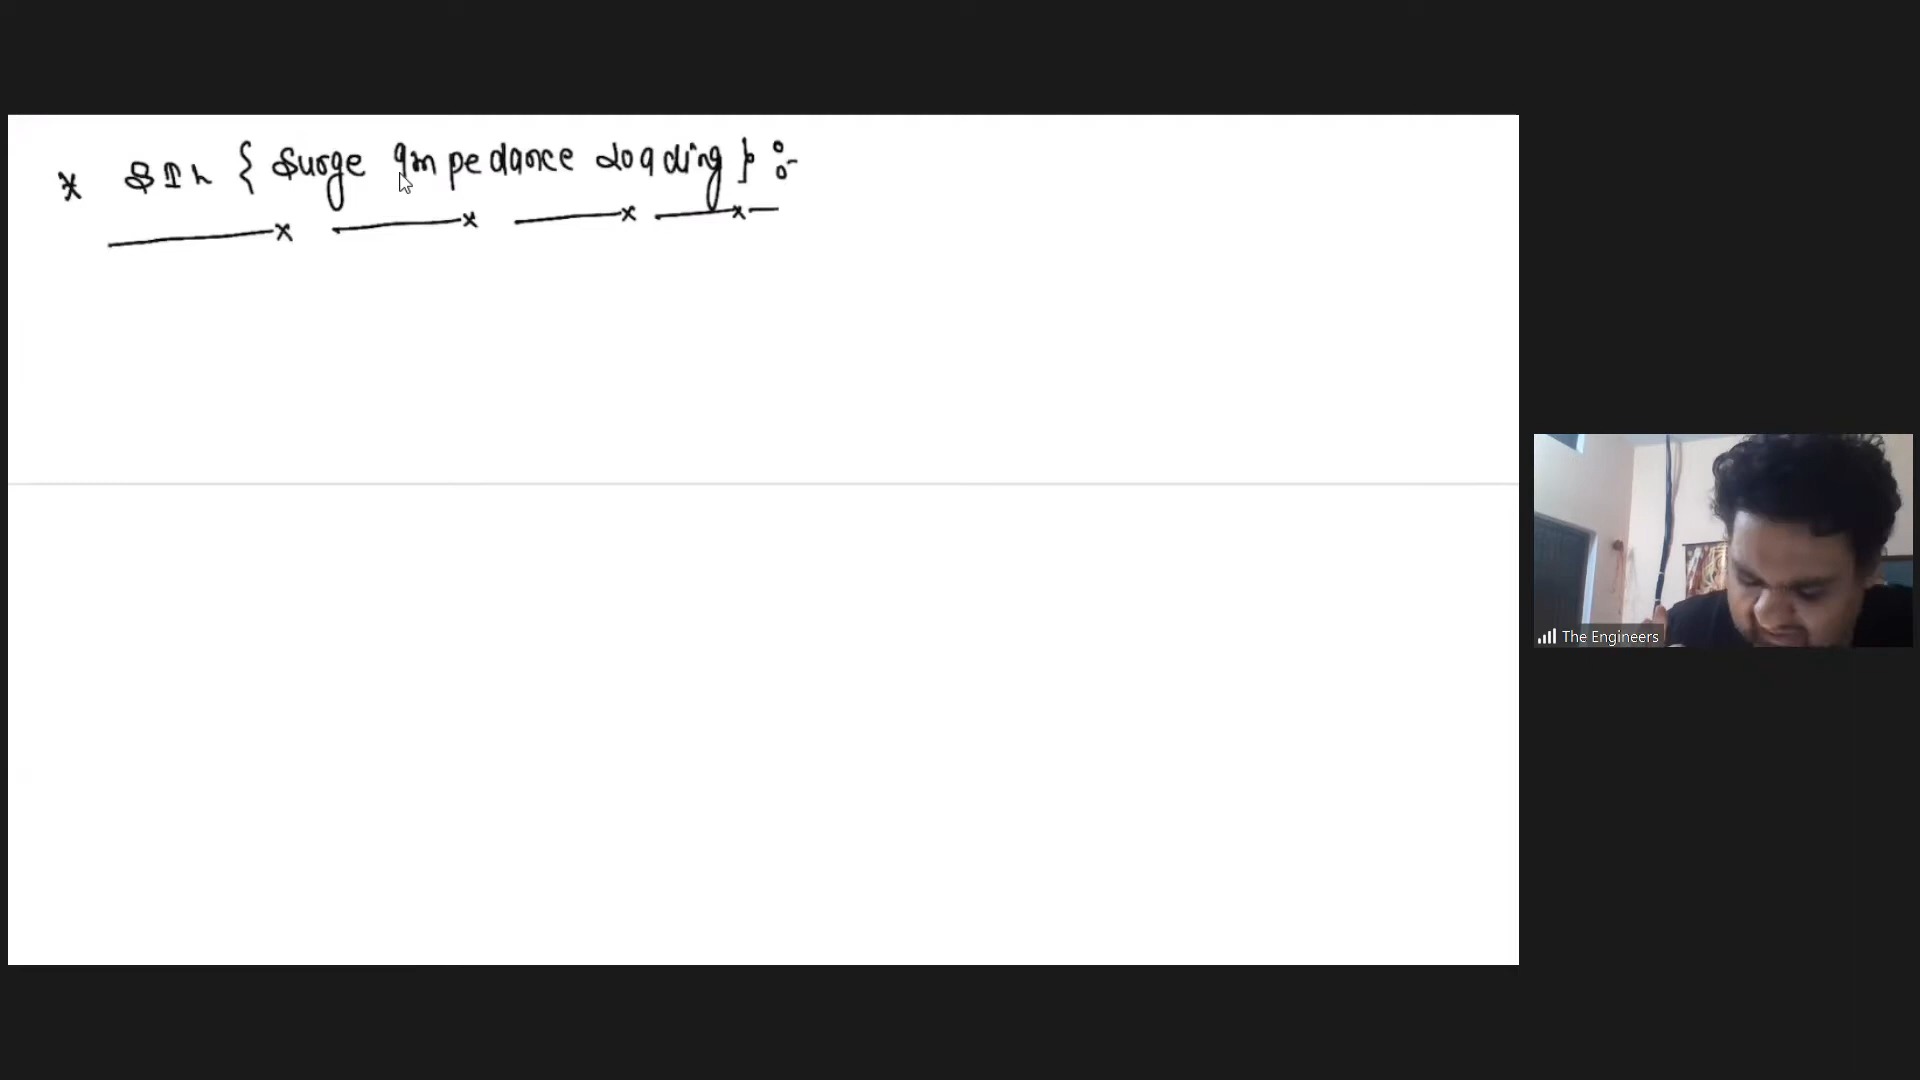 * SIL { Surge Impedance Loading } :-
The Engineers